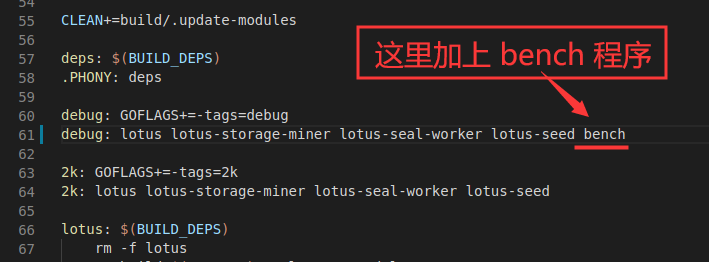 54
55 CLEAN+=build/.update-modules
56
57 deps: $(BUILD_DEPS)
58 .PHONY: deps
这里加上 bench 程序
59
60 debug: GOFLAGS+=-tags=debug
61 debug: lotus lotus-storage-miner lotus-seal-worker lotus-seed bench
62
63 2k: GOFLAGS+=-tags=2k
64 2k: lotus lotus-storage-miner lotus-seal-worker lotus-seed
65
66 lotus: $(BUILD_DEPS)
67 rm -f lotus